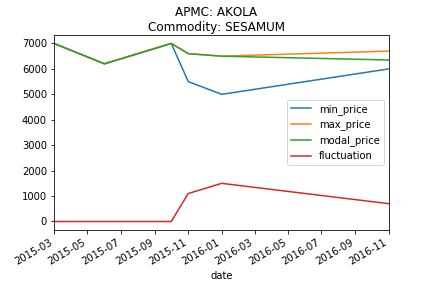 APMC: AKOLA
Commodity: SESAMUM
7000
6000
5000
4000
3000
2000
1000
0
min_price
max_price
modal_price
fluctuation
2015-03
2015-05
2015-07
2015-09
2015-11
2016-01
2016-03
2016-05
2016-07
2016-09
2016-11
date